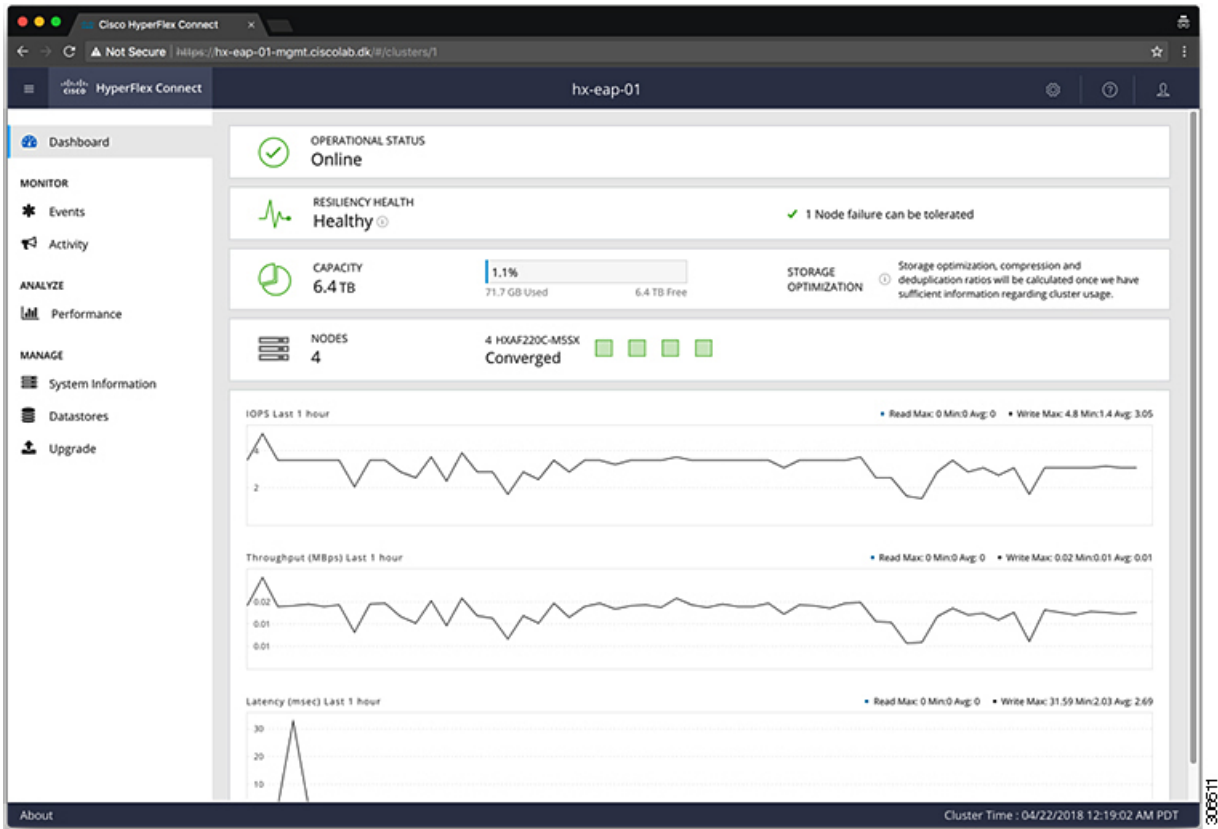 Cisco HyperFlex Connect ×
Not Secure | https://hx-eap-01-mgmt.ciscolab.dk/#/clusters/1
cisco HyperFlex Connect
hx-eap-01
Dashboard
MONITOR
Events
Activity
ANALYZE
Performance
MANAGE
System Information
Datastores
Upgrade
OPERATIONAL STATUS
Online
RESILIENCY HEALTH
Healthy
1 Node failure can be tolerated
CAPACITY
6.4 TB
1.1%
71.7 GB Used
6.4 TB Free
STORAGE
OPTIMIZATION
Storage optimization, compression and
deduplication ratios will be calculated once we have
sufficient information regarding cluster usage.
NODES
4
4 HXAF220C-M5SX
Converged
IOPS Last 1 hour
Read Max: 0 Min:0 Avg: 0
Write Max: 4.8 Min:1.4 Avg: 3.05
4
2
Throughput (MBps) Last 1 hour
Read Max: 0 Min:0 Avg: 0
Write Max: 0.02 Min:0.01 Avg: 0.01
0.02
0.01
0.01
Latency (msec) Last 1 hour
Read Max: 0 Min:0 Avg: 0
Write Max: 31.59 Min:2.03 Avg: 2.69
30
20
10
About
Cluster Time : 04/22/2018 12:19:02 AM PDT
306511